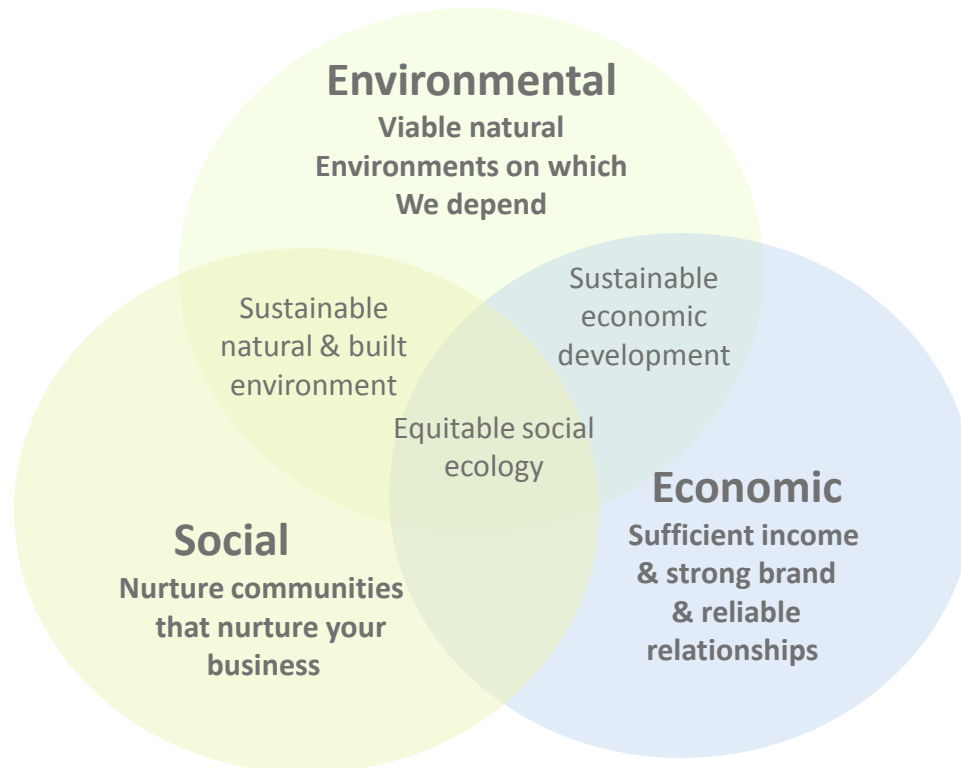 Environmental
Viable natural
Environments on which
We depend
Sustainable
natural & built
environment
Sustainable
economic
development
Equitable social
ecology
Social
Nurture communities
that nurture your
business
Economic
Sufficient income
& strong brand
& reliable
relationships